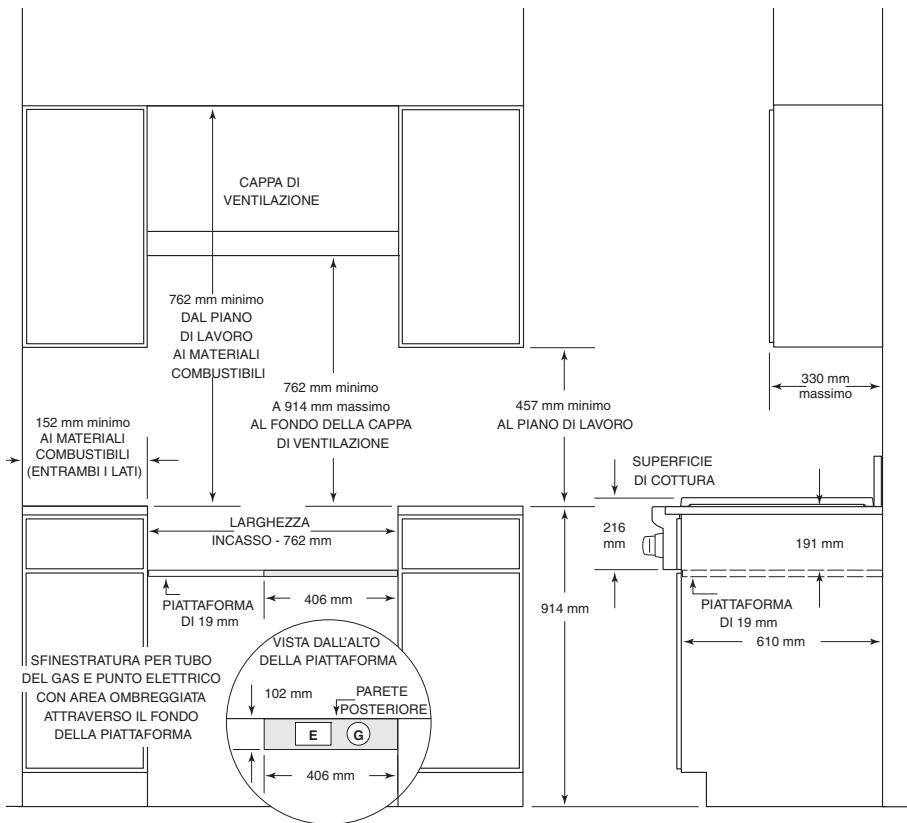 CAPPA DI
VENTILAZIONE
762 mm minimo
DAL PIANO
DI LAVORO
AI MATERIALI
COMBUSTIBILI
762 mm minimo
A 914 mm massimo
AL FONDO DELLA CAPPA
DI VENTILAZIONE
457 mm minimo
AL PIANO DI LAVORO
330 mm
massimo
152 mm minimo
AI MATERIALI
COMBUSTIBILI
(ENTRAMBI I LATI)
SUPERFICIE
DI COTTURA
LARGHEZZA
INCASSO - 762 mm
216
mm
191 mm
PIATTAFORMA
DI 19 mm
406 mm
914 mm
PIATTAFORMA
DI 19 mm
610 mm
SFINESTRATURA PER TUBO
DEL GAS E PUNTO ELETTRICO
CON AREA OMBREGGIATA
ATTRAVERSO IL FONDO
DELLA PIATTAFORMA
VISTA DALL'ALTO
DELLA PIATTAFORMA
102 mm
PARETE
POSTERIORE
E
G
406 mm